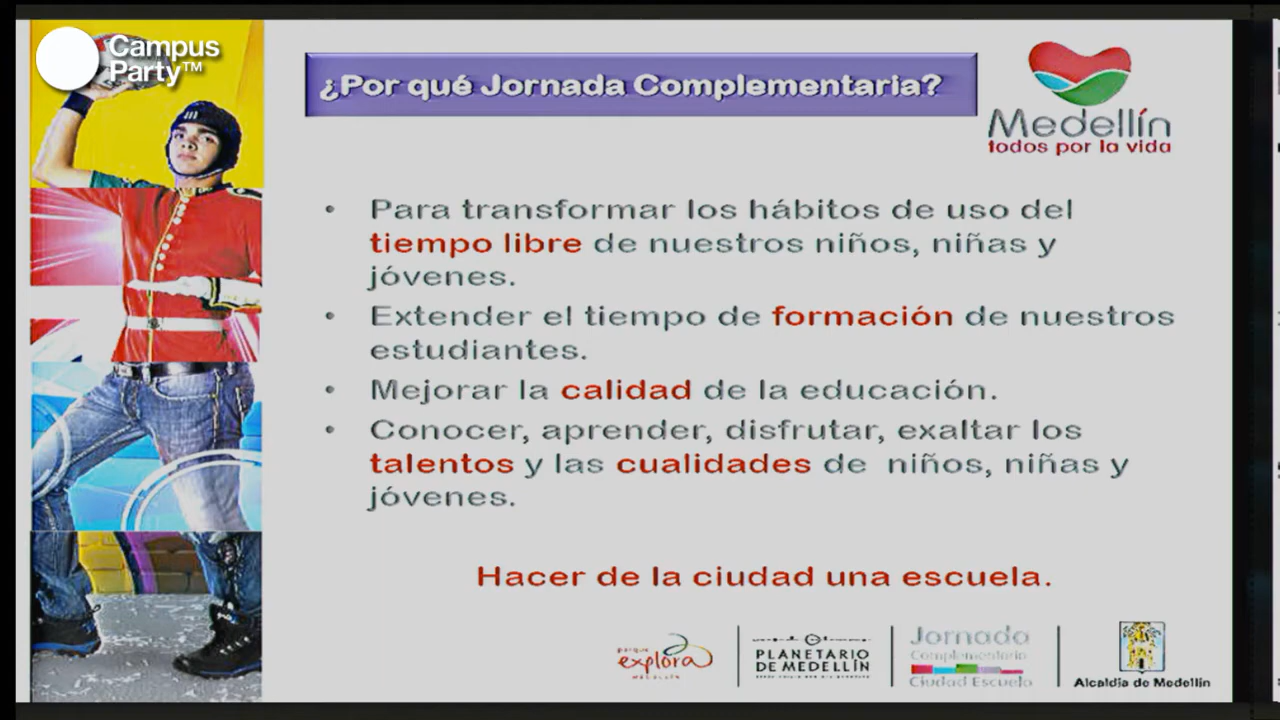 Campus
Party™
¿Por qué Jornada Complementaria?
Medellín
todos por la vida
• Para transformar los hábitos de uso del
tiempo libre de nuestros niños, niñas y
jóvenes.
• Extender el tiempo de formación de nuestros
estudiantes.
• Mejorar la calidad de la educación.
• Conocer, aprender, disfrutar, exaltar los
talentos y las cualidades de niños, niñas y
jóvenes.
Hacer de la ciudad una escuela.
parque
explora
MEDELLÍN
PLANETARIO
DE MEDELLÍN
Jornada
Complementaria
Ciudad Escuela
Alcaldía de Medellín